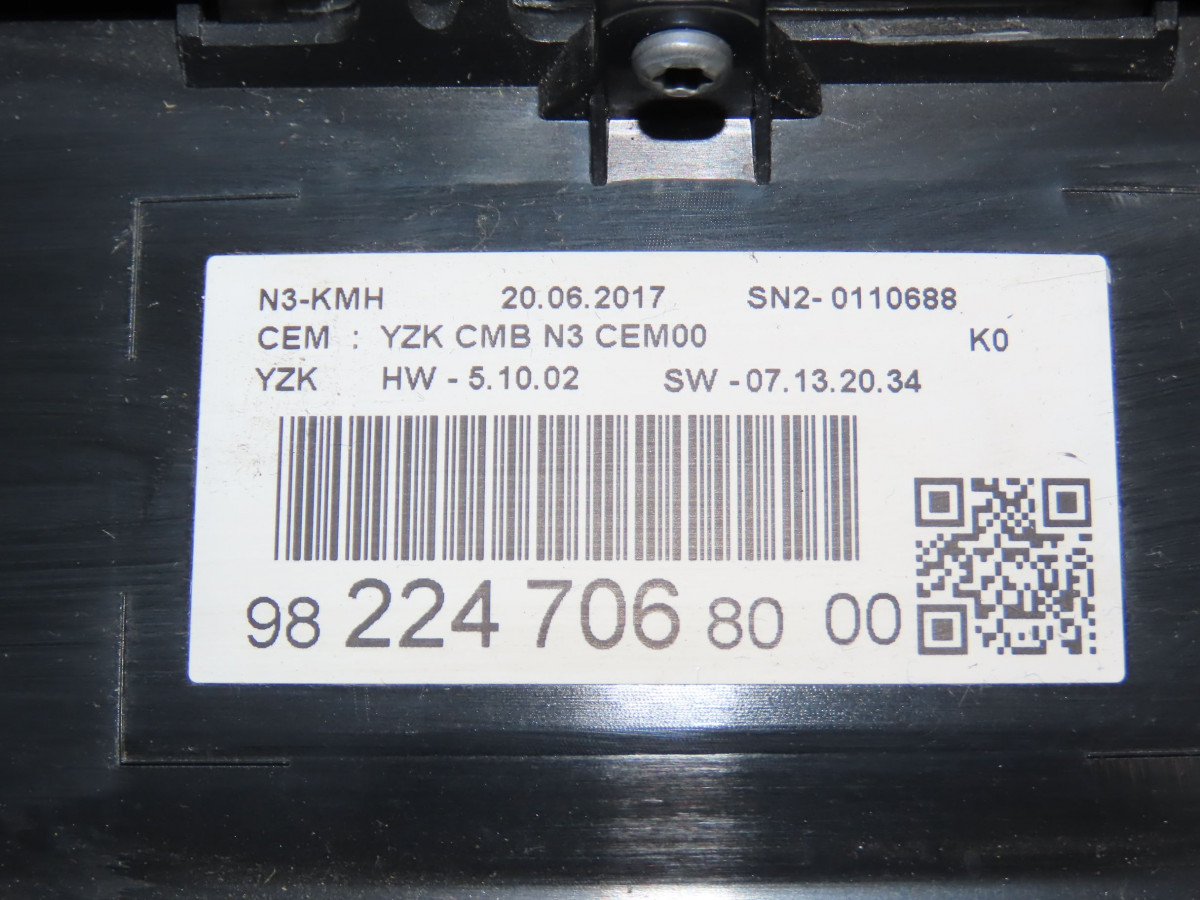 N3-KMH 20.06.2017 SN2- 0110688
CEM : YZK CMB N3 CEM00 K0
YZK HW - 5.10.02 SW -07.13.20.34
98 224 706 80 00